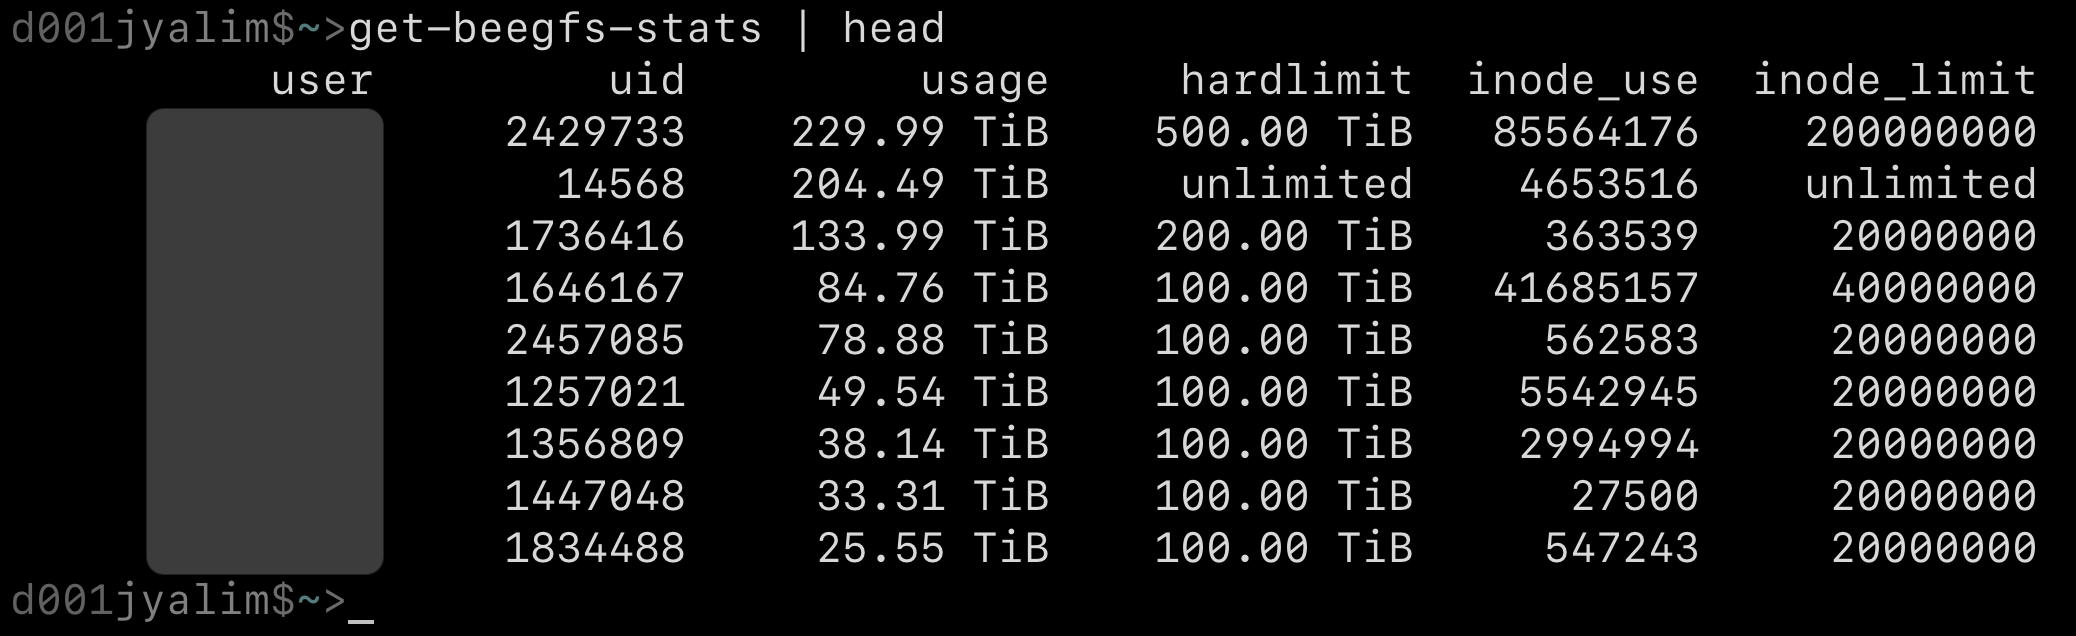 d001jyalim$~>get-beegfs-stats | head
user uid usage hardlimit inode_use inode_limit
2429733 229.99 TiB 500.00 TiB 85564176 200000000
14568 204.49 TiB unlimited 4653516 unlimited
1736416 133.99 TiB 200.00 TiB 363539 20000000
1646167 84.76 TiB 100.00 TiB 41685157 40000000
2457085 78.88 TiB 100.00 TiB 562583 20000000
1257021 49.54 TiB 100.00 TiB 5542945 20000000
1356809 38.14 TiB 100.00 TiB 2994994 20000000
1447048 33.31 TiB 100.00 TiB 27500 20000000
1834488 25.55 TiB 100.00 TiB 547243 20000000
d001jyalim$~>_